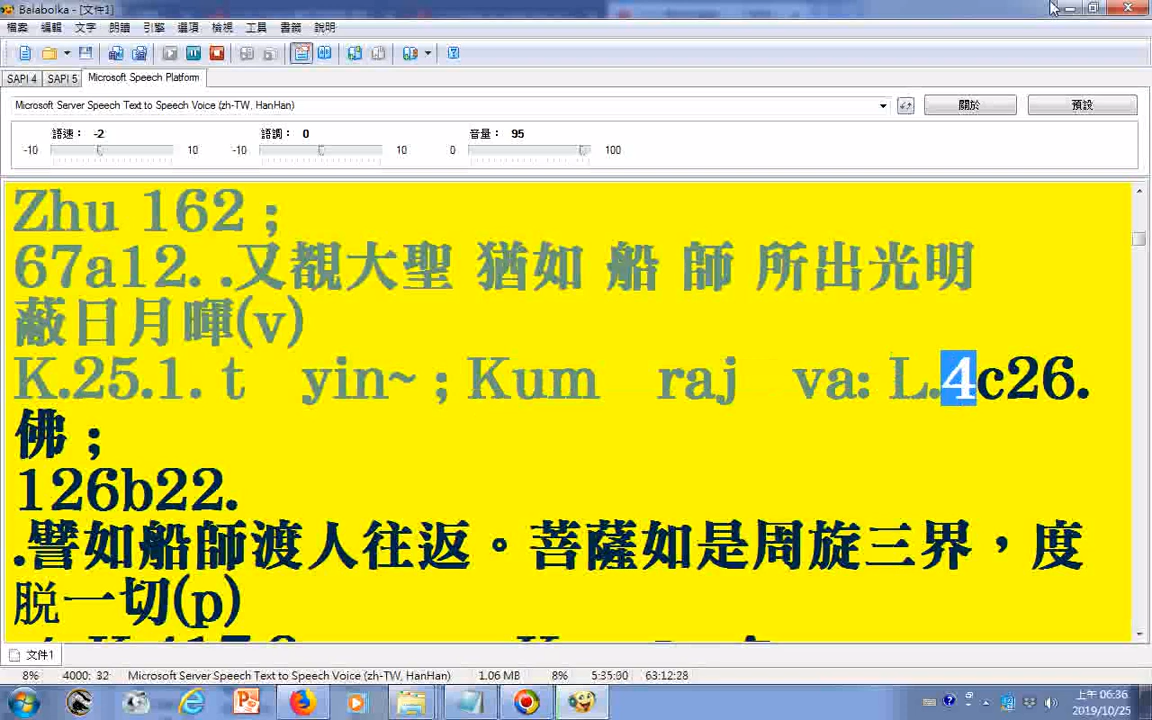 Balabolka - [文件1]
檔案 編輯 文字 朗讀 引擎 選項 檢視 工具 書籤 說明
SAPI 4 SAPI 5 Microsoft Speech Platform
Microsoft Server Speech Text to Speech Voice (zh-TW, HanHan) 關於 預設
語速： -2 語調： 0 音量： 95
-10 10 -10 10 0 100
Zhu 162 ;
67a12. .又覩大聖 猶如 船 師 所出光明
蔽日月暉(v)
K.25.1. t yin~ ; Kum raj va: L.4c26.
佛 ;
126b22.
.譬如船師渡人往返。菩薩如是周旋三界，度
脱一切(p)
文件1
8% 4000: 32 Microsoft Server Speech Text to Speech Voice (zh-TW, HanHan) 1.06 MB 8% 5:35:30 63:12:28
上午 06:36
2019/10/25